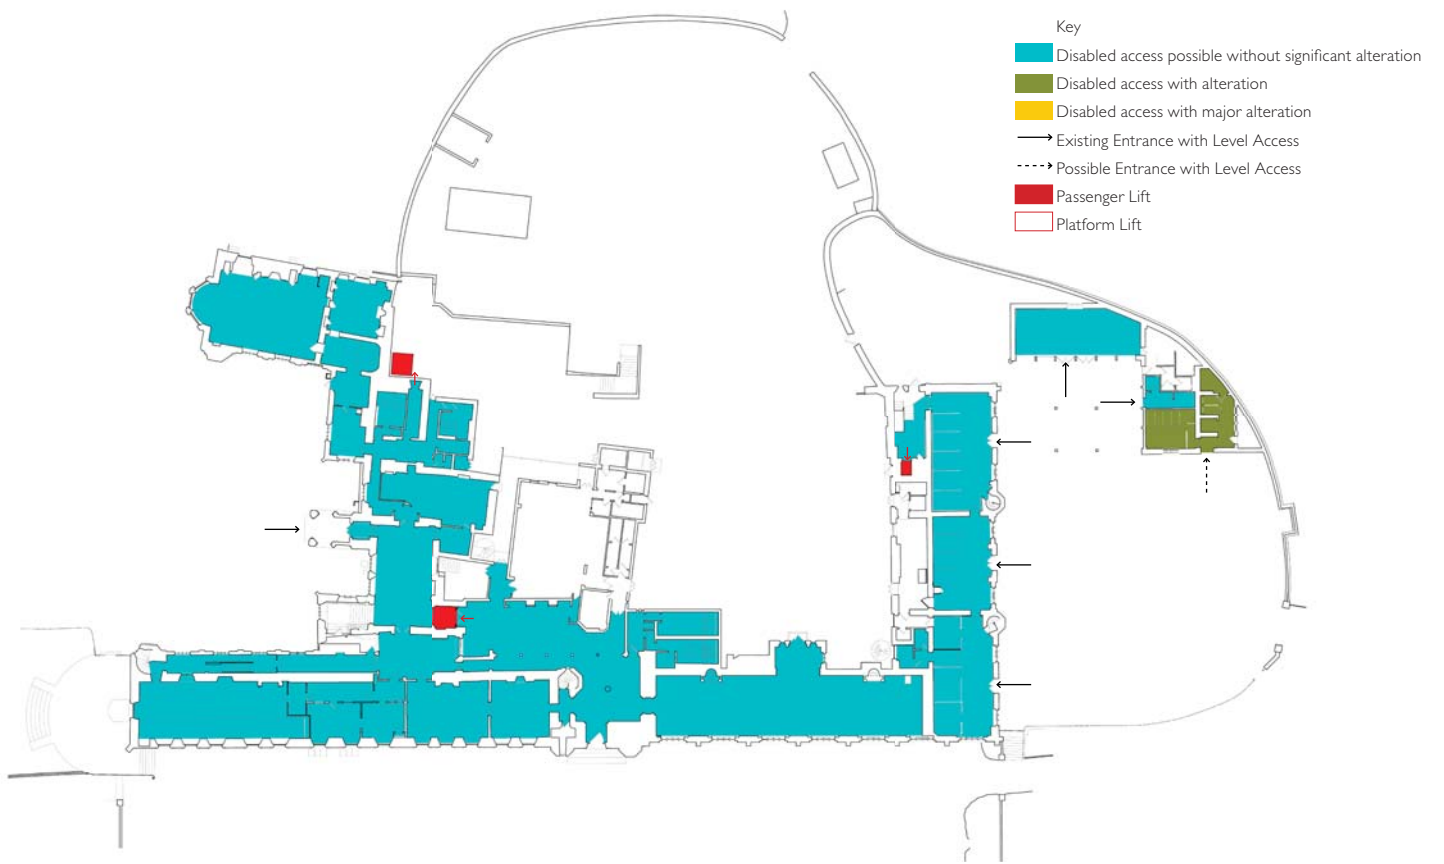 Key
Disabled access possible without significant alteration
Disabled access with alteration
Disabled access with major alteration
Existing Entrance with Level Access
Possible Entrance with Level Access
Passenger Lift
Platform Lift